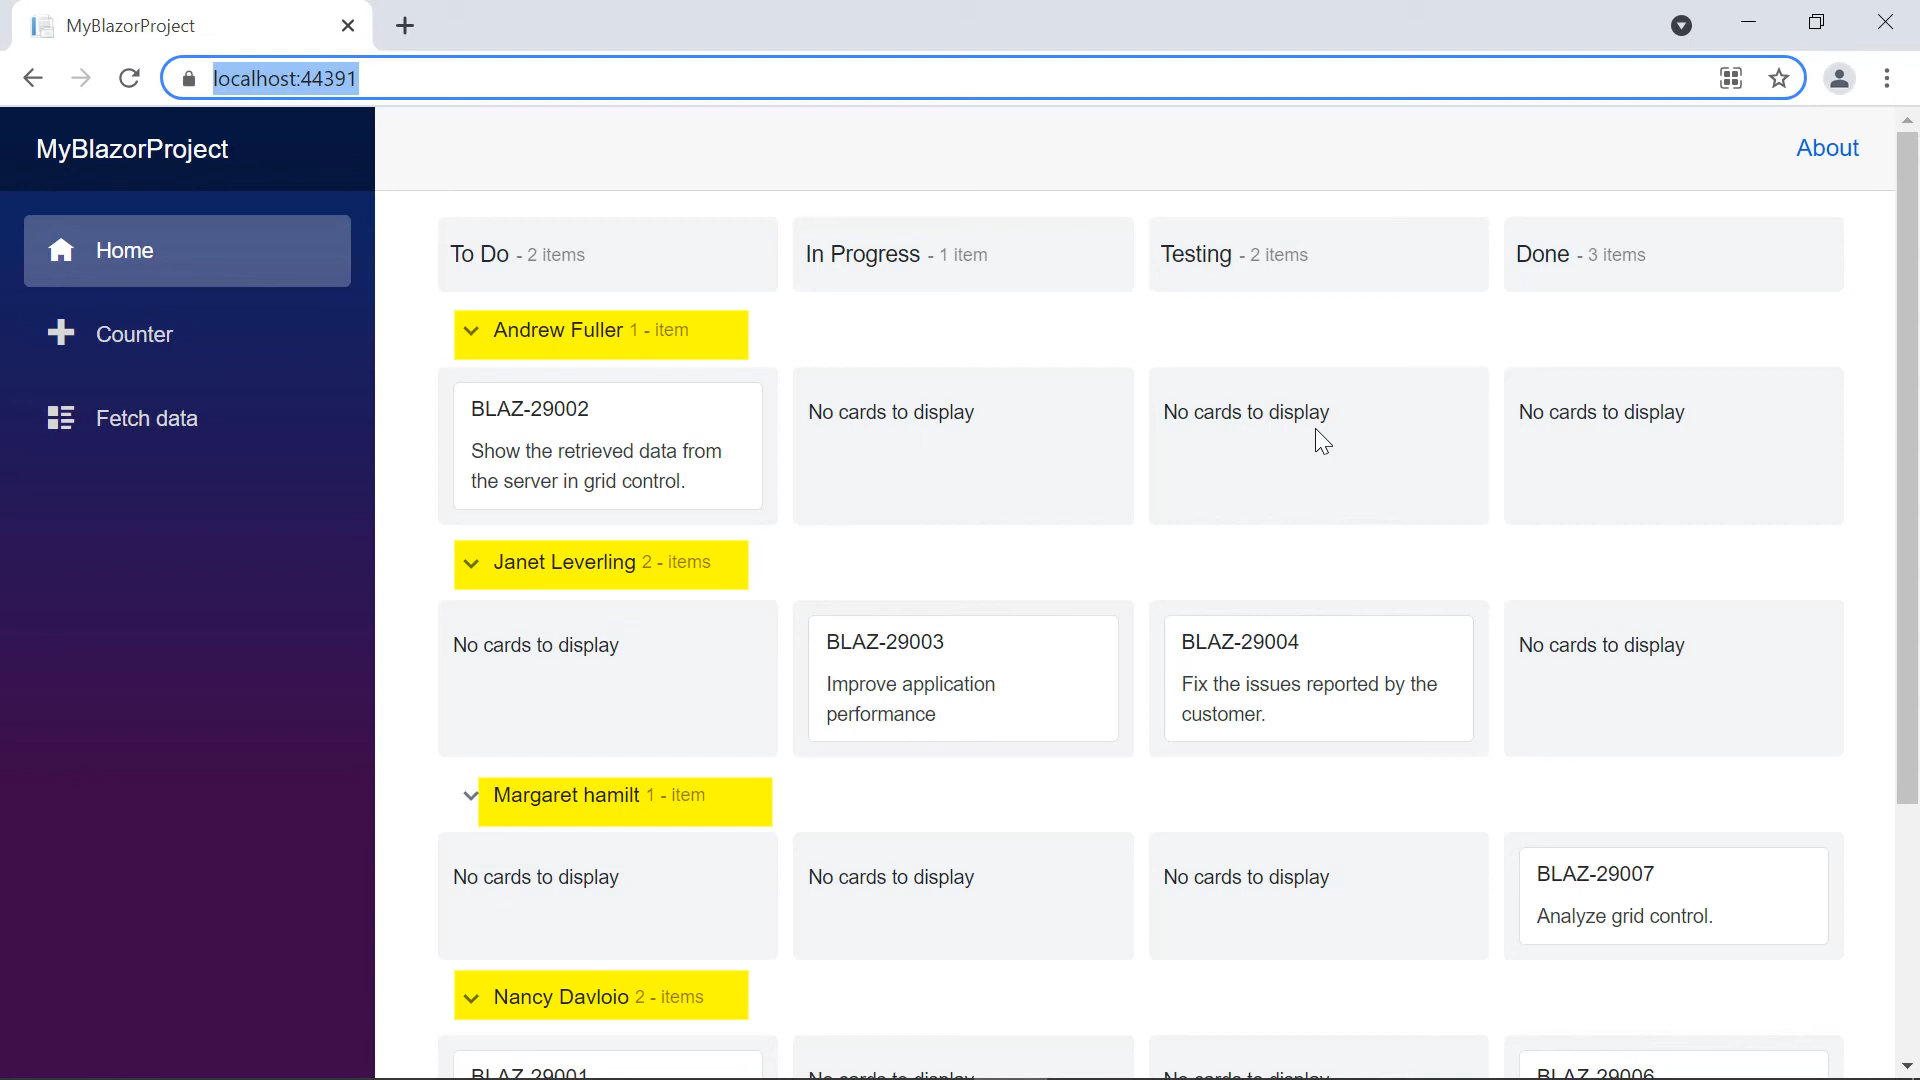 MyBlazorProject
localhost:44391
MyBlazorProject
About
Home
Counter
Fetch data
To Do - 2 items
In Progress - 1 item
Testing - 2 items
Done - 3 items
Andrew Fuller 1 - item
BLAZ-29002
Show the retrieved data from
the server in grid control.
No cards to display
No cards to display
No cards to display
Janet Leverling 2 - items
No cards to display
BLAZ-29003
Improve application
performance
BLAZ-29004
Fix the issues reported by the
customer.
No cards to display
Margaret hamilt 1 - item
No cards to display
No cards to display
No cards to display
BLAZ-29007
Analyze grid control.
Nancy Davloio 2 - items
BLAZ-29001
No cards to display
No cards to display
BLAZ-29006